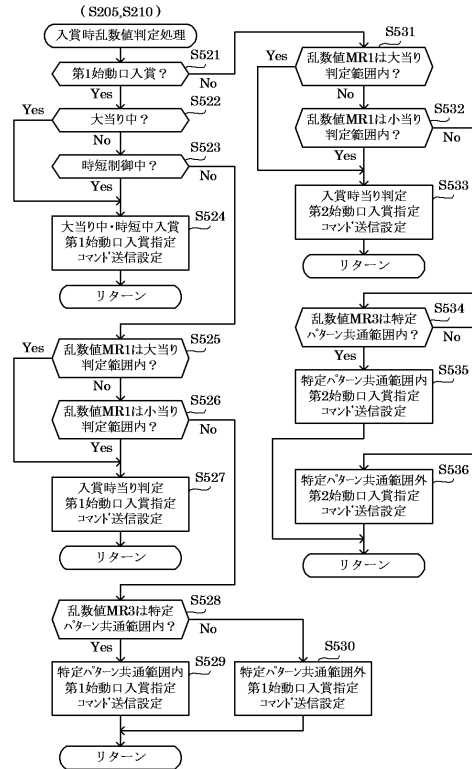 (S205,S210)
入賞時乱数値判定処理
S521
第1始動口入賞?
No
Yes
S522
大当り中?
Yes
No
S523
時短制御中?
No
Yes
S524
大当り中・時短中入賞
第1始動口入賞指定
コマンド送信設定
リターン
S525
乱数値MR1は大当り
判定範囲内?
Yes
No
S526
乱数値MR1は小当り
判定範囲内?
Yes
No
S527
入賞時当り判定
第1始動口入賞指定
コマンド送信設定
リターン
S528
乱数値MR3は特定
パターン共通範囲内?
No
Yes
S529
特定パターン共通範囲内
第1始動口入賞指定
コマンド送信設定
S530
特定パターン共通範囲外
第1始動口入賞指定
コマンド送信設定
リターン
S531
乱数値MR1は大当り
判定範囲内?
Yes
No
S532
乱数値MR1は小当り
判定範囲内?
No
Yes
S533
入賞時当り判定
第2始動口入賞指定
コマンド送信設定
リターン
S534
乱数値MR3は特定
パターン共通範囲内?
No
Yes
S535
特定パターン共通範囲内
第2始動口入賞指定
コマンド送信設定
S536
特定パターン共通範囲外
第2始動口入賞指定
コマンド送信設定
リターン